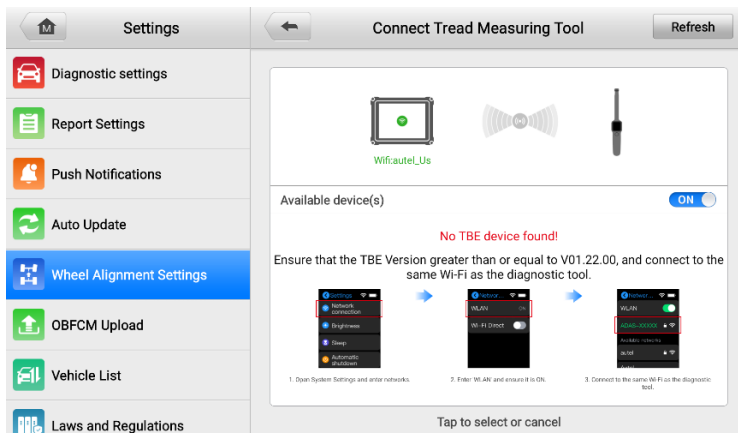 Settings
Connect Tread Measuring Tool
Refresh
Diagnostic settings
Report Settings
Push Notifications
Auto Update
Wheel Alignment Settings
OBFCM Upload
Vehicle List
Laws and Regulations
Wifi:autel_Us
Available device(s)
ON
No TBE device found!
Ensure that the TBE Version greater than or equal to V01.22.00, and connect to the
same Wi-Fi as the diagnostic tool.
Settings
Network
connection
Brightness
Sleep
Automatic
shutdown
Networ...
WLAN
ON
Wi-Fi Direct
Networ...
WLAN
ADAS-XXXXX
Available networks
autel
1. Open System Settings and enter networks.
2. Enter WLAN and ensure it is ON.
3. Connect to the same Wi-Fi as the diagnostic
tool.
Tap to select or cancel